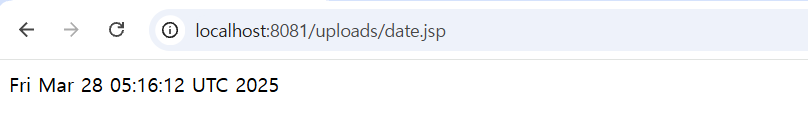 localhost:8081/uploads/date.jsp
Fri Mar 28 05:16:12 UTC 2025